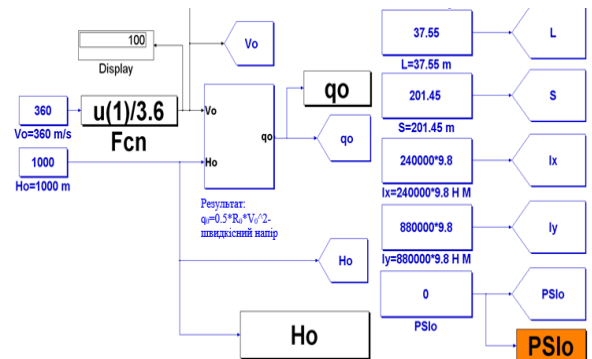 100
Display
Vo
360
Vo=360 m/s
u(1)/3.6
Fcn
1000
Ho=1000 m
Vo
Ho
qo
qo
qo
Результат:
q₀=0.5*R₀*V₀^2-
швидкісний напір
Ho
Ho
37.55
L=37.55 m
L
201.45
S=201.45 m
S
240000*9.8
Ix=240000*9.8 H M
Ix
880000*9.8
Iy=880000*9.8 H M
Iy
0
PSIo
PSIo
PSIo